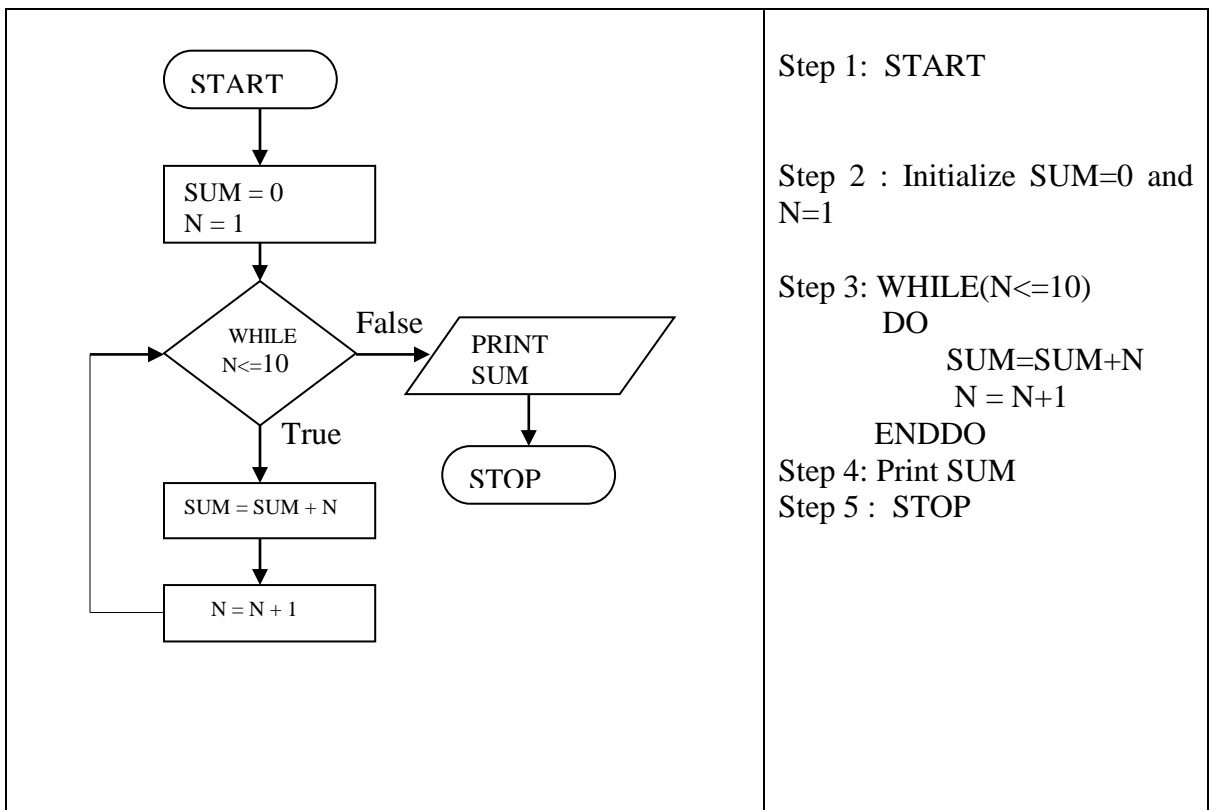 START
SUM = 0
N = 1
WHILE
N<=10
False
PRINT
SUM
True
STOP
SUM = SUM + N
N = N + 1
Step 1: START
Step 2 : Initialize SUM=0 and
N=1
Step 3: WHILE(N<=10)
DO
SUM=SUM+N
N = N+1
ENDDO
Step 4: Print SUM
Step 5 : STOP